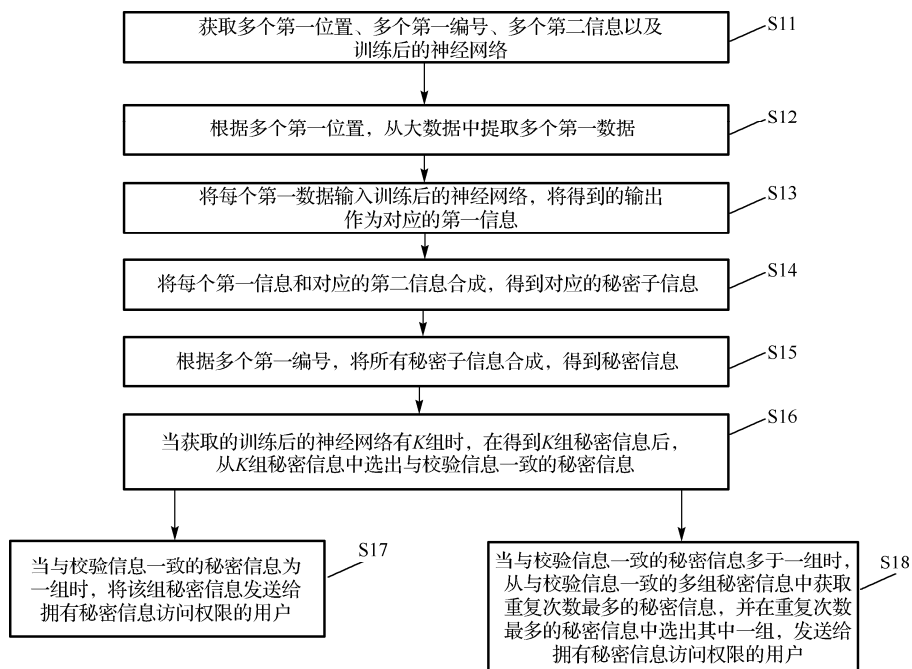 获取多个第一位置、多个第一编号、多个第二信息以及
训练后的神经网络
S11
根据多个第一位置，从大数据中提取多个第一数据
S12
将每个第一数据输入训练后的神经网络，将得到的输出
作为对应的第一信息
S13
将每个第一信息和对应的第二信息合成，得到对应的秘密子信息
S14
根据多个第一编号，将所有秘密子信息合成，得到秘密信息
S15
当获取的训练后的神经网络有K组时，在得到K组秘密信息后，
从K组秘密信息中选出与校验信息一致的秘密信息
S16
当与校验信息一致的秘密信息为
一组时，将该组秘密信息发送给
拥有秘密信息访问权限的用户
S17
当与校验信息一致的秘密信息多于一组时，
从与校验信息一致的多组秘密信息中获取
重复次数最多的秘密信息，并在重复次数
最多的秘密信息中选出其中一组，发送给
拥有秘密信息访问权限的用户
S18